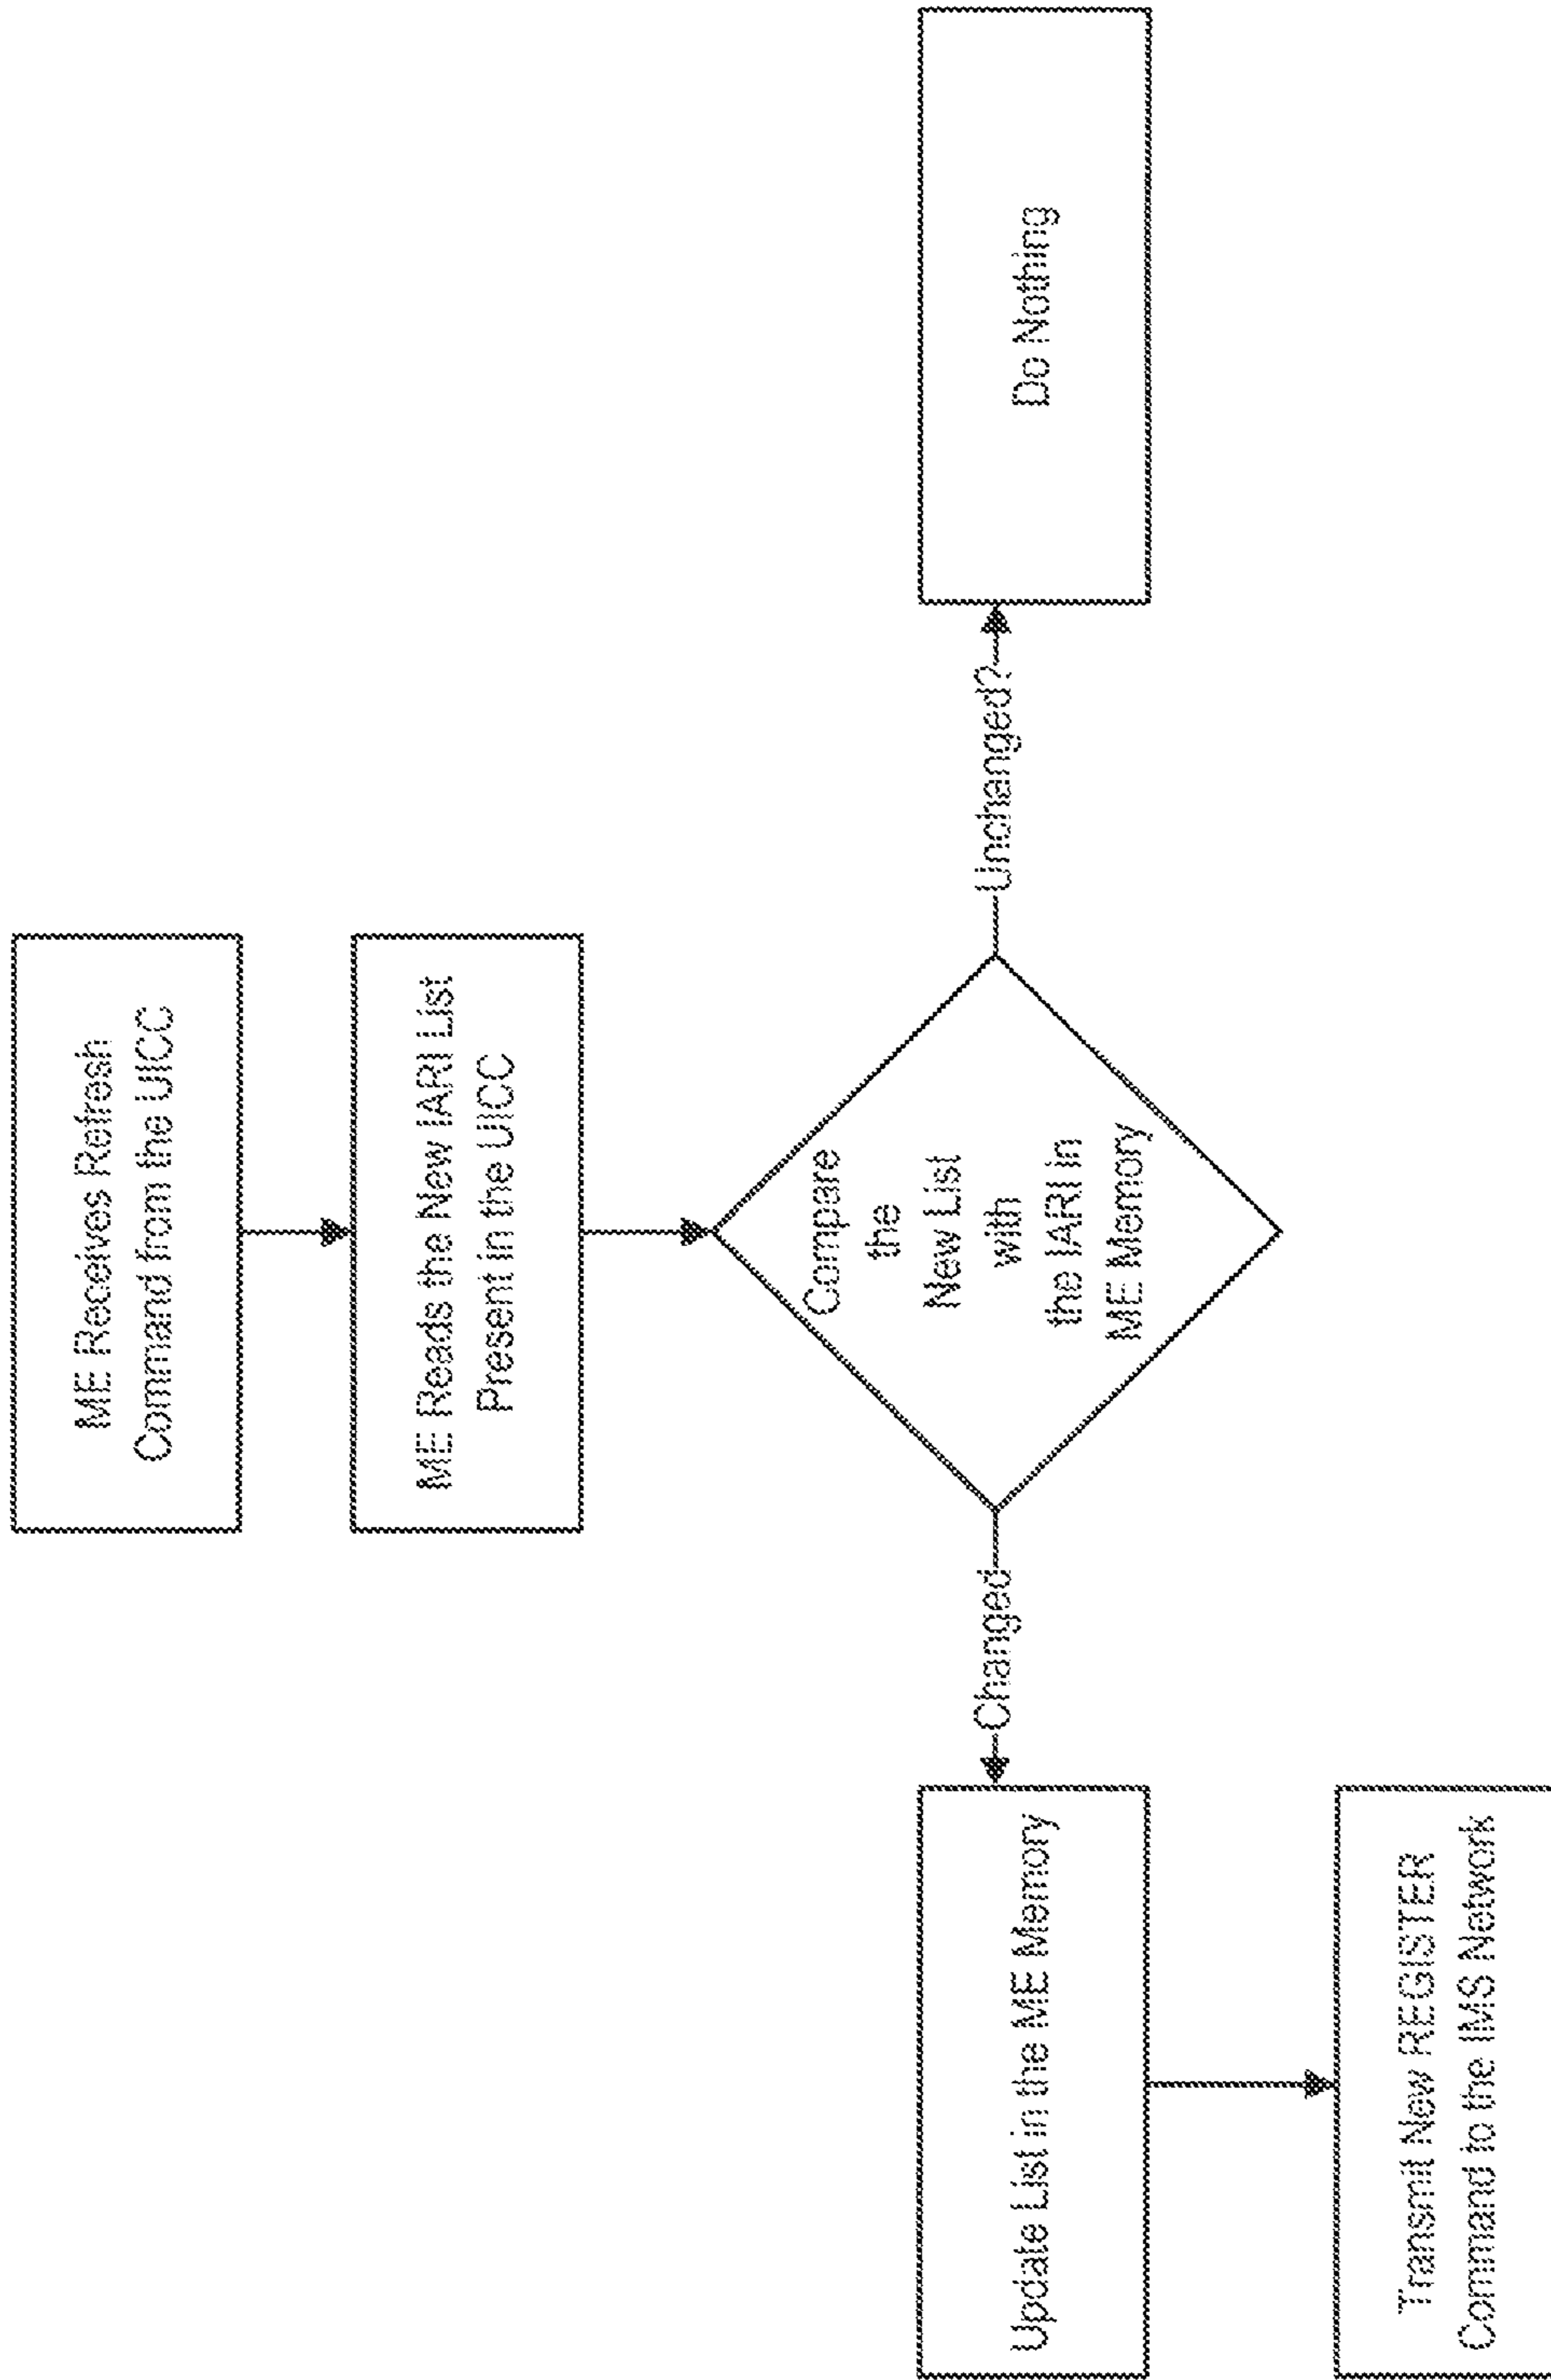 ME Receives Refresh
Command from the UICC
ME Reads the New IARI List
Present in the UICC
Compare
the
New List
with
the IARI in
ME Memory
Changed
Unchanged?
Update List in the ME Memory
Do Nothing
Transmit New REGISTER
Command to the IMS Network